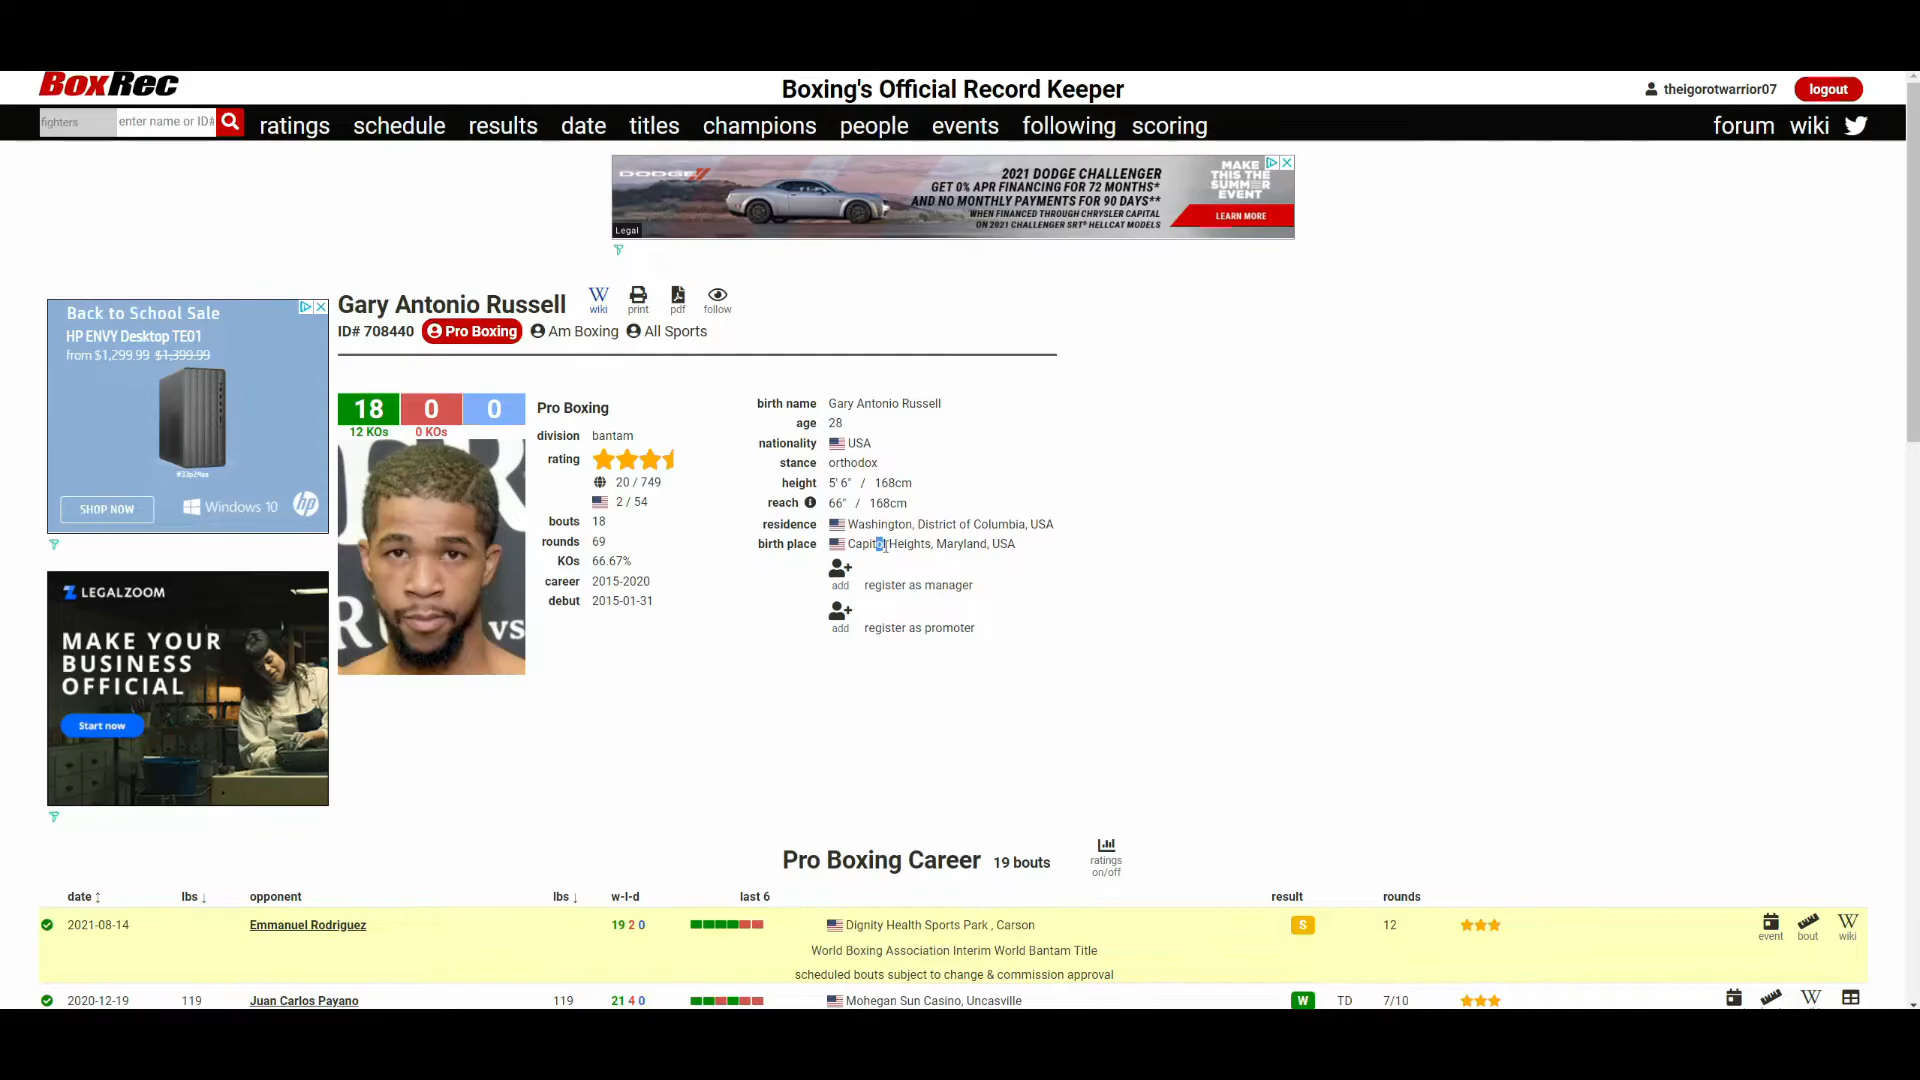 BoxRec
Boxing's Official Record Keeper
theigorotwarrior07
logout
fighters
enter name or ID#
ratings schedule results date titles champions people events following scoring
forum wiki
DODGE
2021 DODGE CHALLENGER
GET 0% APR FINANCING FOR 72 MONTHS*
AND NO MONTHLY PAYMENTS FOR 90 DAYS**
WHEN FINANCED THROUGH CHRYSLER CAPITAL
ON 2021 CHALLENGER SRT® HELLCAT MODELS
MAKE
THIS THE
SUMMER
EVENT
LEARN MORE
Legal
Back to School Sale
HP ENVY Desktop TE01
from $1,299.99 $1,399.99
SHOP NOW
Windows 10
hp
LEGALZOOM
MAKE YOUR
BUSINESS
OFFICIAL
Start now
Gary Antonio Russell
wiki print pdf follow
ID# 708440 Pro Boxing Am Boxing All Sports
18 0 0
12 KOs 0 KOs
R VS
Pro Boxing
division bantam
rating
20 / 749
2 / 54
bouts 18
rounds 69
KOs 66.67%
career 2015-2020
debut 2015-01-31
birth name Gary Antonio Russell
age 28
nationality USA
stance orthodox
height 5' 6" / 168cm
reach 66" / 168cm
residence Washington, District of Columbia, USA
birth place Capitol Heights, Maryland, USA
add register as manager
add register as promoter
Pro Boxing Career 19 bouts
ratings
on/off
date lbs opponent lbs w-l-d last 6 result rounds
2021-08-14 Emmanuel Rodriguez 19 2 0 Dignity Health Sports Park , Carson S 12
event bout wiki
World Boxing Association Interim World Bantam Title
scheduled bouts subject to change & commission approval
2020-12-19 119 Juan Carlos Payano 119 21 4 0 Mohegan Sun Casino, Uncasville W TD 7/10